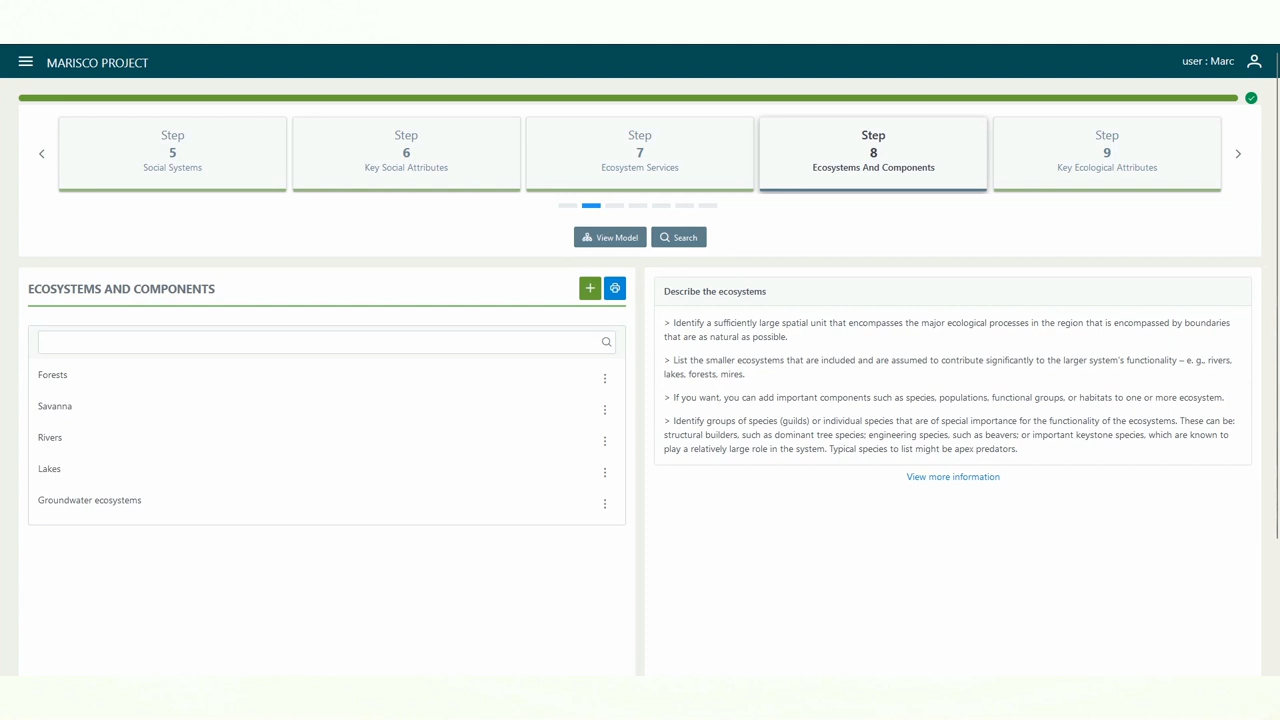 MARISCO PROJECT
user : Marc
Step
5
Social Systems
Step
6
Key Social Attributes
Step
7
Ecosystem Services
Step
8
Ecosystems And Components
Step
9
Key Ecological Attributes
View Model
Search
ECOSYSTEMS AND COMPONENTS
Forests
Savanna
Rivers
Lakes
Groundwater ecosystems
Describe the ecosystems
> Identify a sufficiently large spatial unit that encompasses the major ecological processes in the region that is encompassed by boundaries
that are as natural as possible.
> List the smaller ecosystems that are included and are assumed to contribute significantly to the larger system's functionality – e. g., rivers,
lakes, forests, mires.
> If you want, you can add important components such as species, populations, functional groups, or habitats to one or more ecosystem.
> Identify groups of species (guilds) or individual species that are of special importance for the functionality of the ecosystems. These can be:
structural builders, such as dominant tree species; engineering species, such as beavers; or important keystone species, which are known to
play a relatively large role in the system. Typical species to list might be apex predators.
View more information